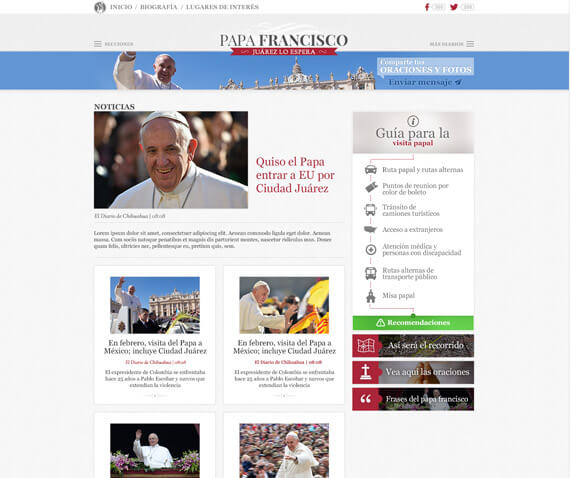 INICIO / BIOGRAFÍA / LUGARES DE INTERÉS
SECCIONES
PAPA FRANCISCO
JUÁREZ LO ESPERA
MÁS DIARIOS
Comparte tus
ORACIONES Y FOTOS
Enviar mensaje
NOTICIAS
Quiso el Papa
entrar a EU por
Ciudad Juárez
El Diario de Chihuahua | 08:08
Lorem ipsum dolor sit amet, consectetuer adipiscing elit. Aenean commodo ligula eget dolor. Aenean
massa. Cum sociis natoque penatibus et magnis dis parturient montes, nascetur ridiculus mus. Donec
quam felis, ultricies nec, pellentesque eu, pretium quis, sem.
En febrero, visita del Papa a
México; incluye Ciudad Juárez
El Diario de Chihuahua | 08:08
El expresidente de Colombia se enfrentaba
hace 25 años a Pablo Escobar y narcos que
extendían la violencia
En febrero, visita del Papa a
México; incluye Ciudad Juárez
El Diario de Chihuahua | 08:08
El expresidente de Colombia se enfrentaba
hace 25 años a Pablo Escobar y narcos que
extendían la violencia
Guía para la
visita papal
Ruta papal y rutas alternas
Puntos de reunion por
color de boleto
Tránsito de
camiones turísticos
Acceso a extranjeros
Atención médica y
personas con discapacidad
Rutas alternas de
transporte público
Misa papal
Recomendaciones
Así será el recorrido
Vea aquí las oraciones
Frases del papa francisco